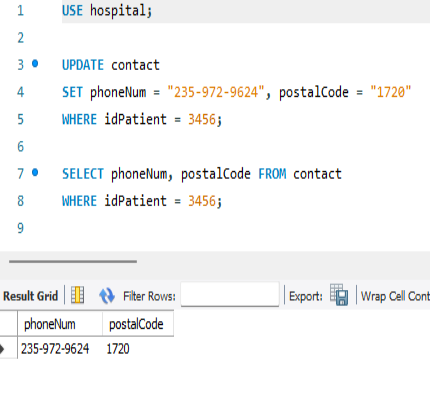 1 USE hospital;
2
3 UPDATE contact
4 SET phoneNum = "235-972-9624", postalCode = "1720"
5 WHERE idPatient = 3456;
6
7 SELECT phoneNum, postalCode FROM contact
8 WHERE idPatient = 3456;
9
Result Grid Filter Rows: Export: Wrap Cell Cont
phoneNum postalCode
235-972-9624 1720